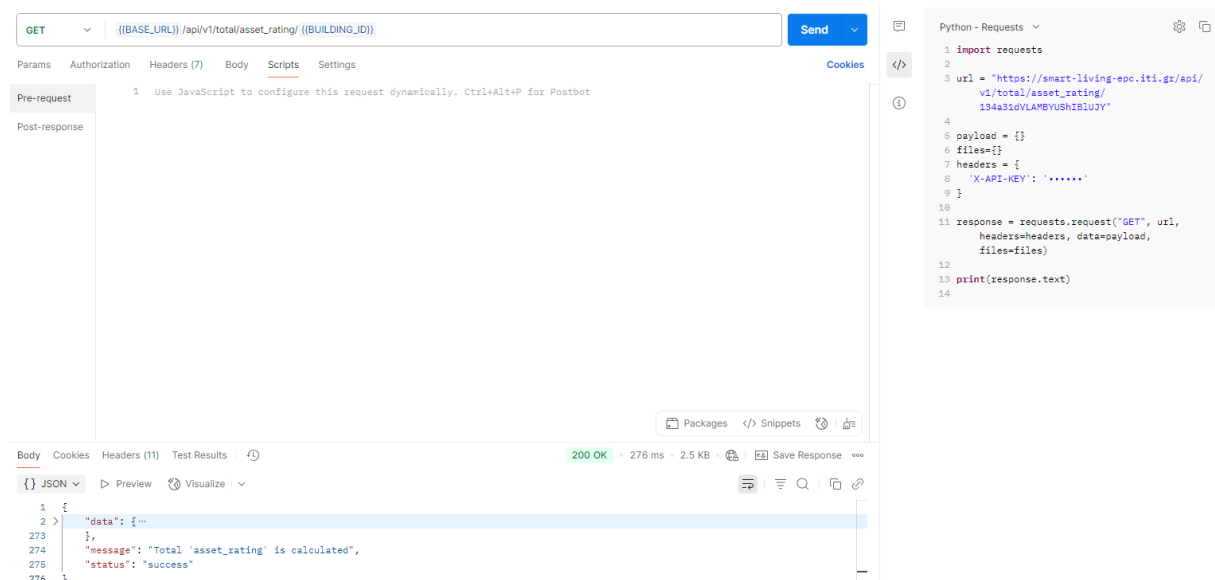 GET {{BASE_URL}} /api/v1/total/asset_rating/ {{BUILDING_ID}} Send
Params Authorization Headers (7) Body Scripts Settings Cookies
Pre-request
Post-response
1 Use JavaScript to configure this request dynamically. Ctrl+Alt+P for Postbot
Packages </> Snippets
Body Cookies Headers (11) Test Results 200 OK • 276 ms • 2.5 KB • e.g. Save Response
{} JSON Preview Visualize
1 {
2 > "data": { ⋯
273 },
274 "message": "Total 'asset_rating' is calculated",
275 "status": "success"
276 }
</>
Python - Requests
1 import requests
2
3 url = "https://smart-living-epc.iti.gr/api/
v1/total/asset_rating/
134a31dVLAMBYUShIBlUJY"
4
5 payload = {}
6 files={}
7 headers = {
8 'X-API-KEY': '••••••'
9 }
10
11 response = requests.request("GET", url,
headers=headers, data=payload,
files=files)
12
13 print(response.text)
14